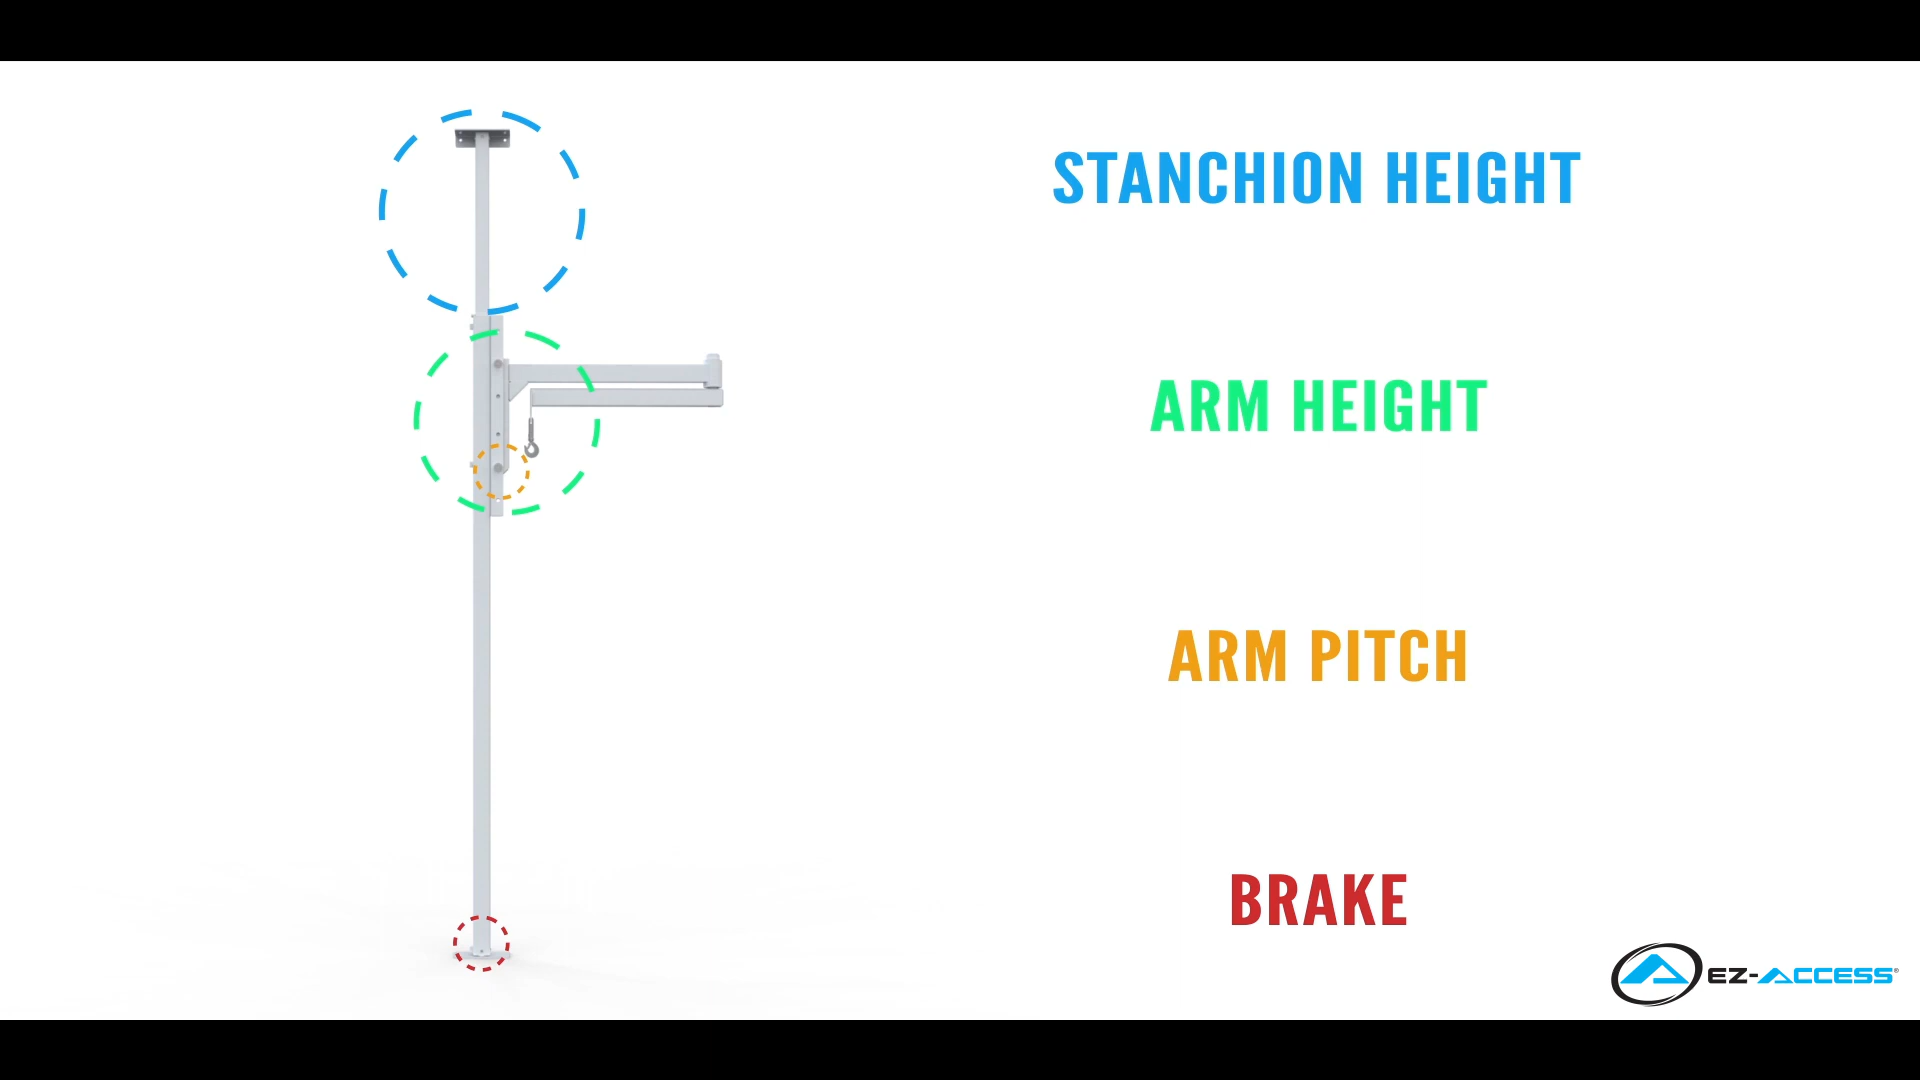 STANCHION HEIGHT
ARM HEIGHT
ARM PITCH
BRAKE
EZ-ACCESS®